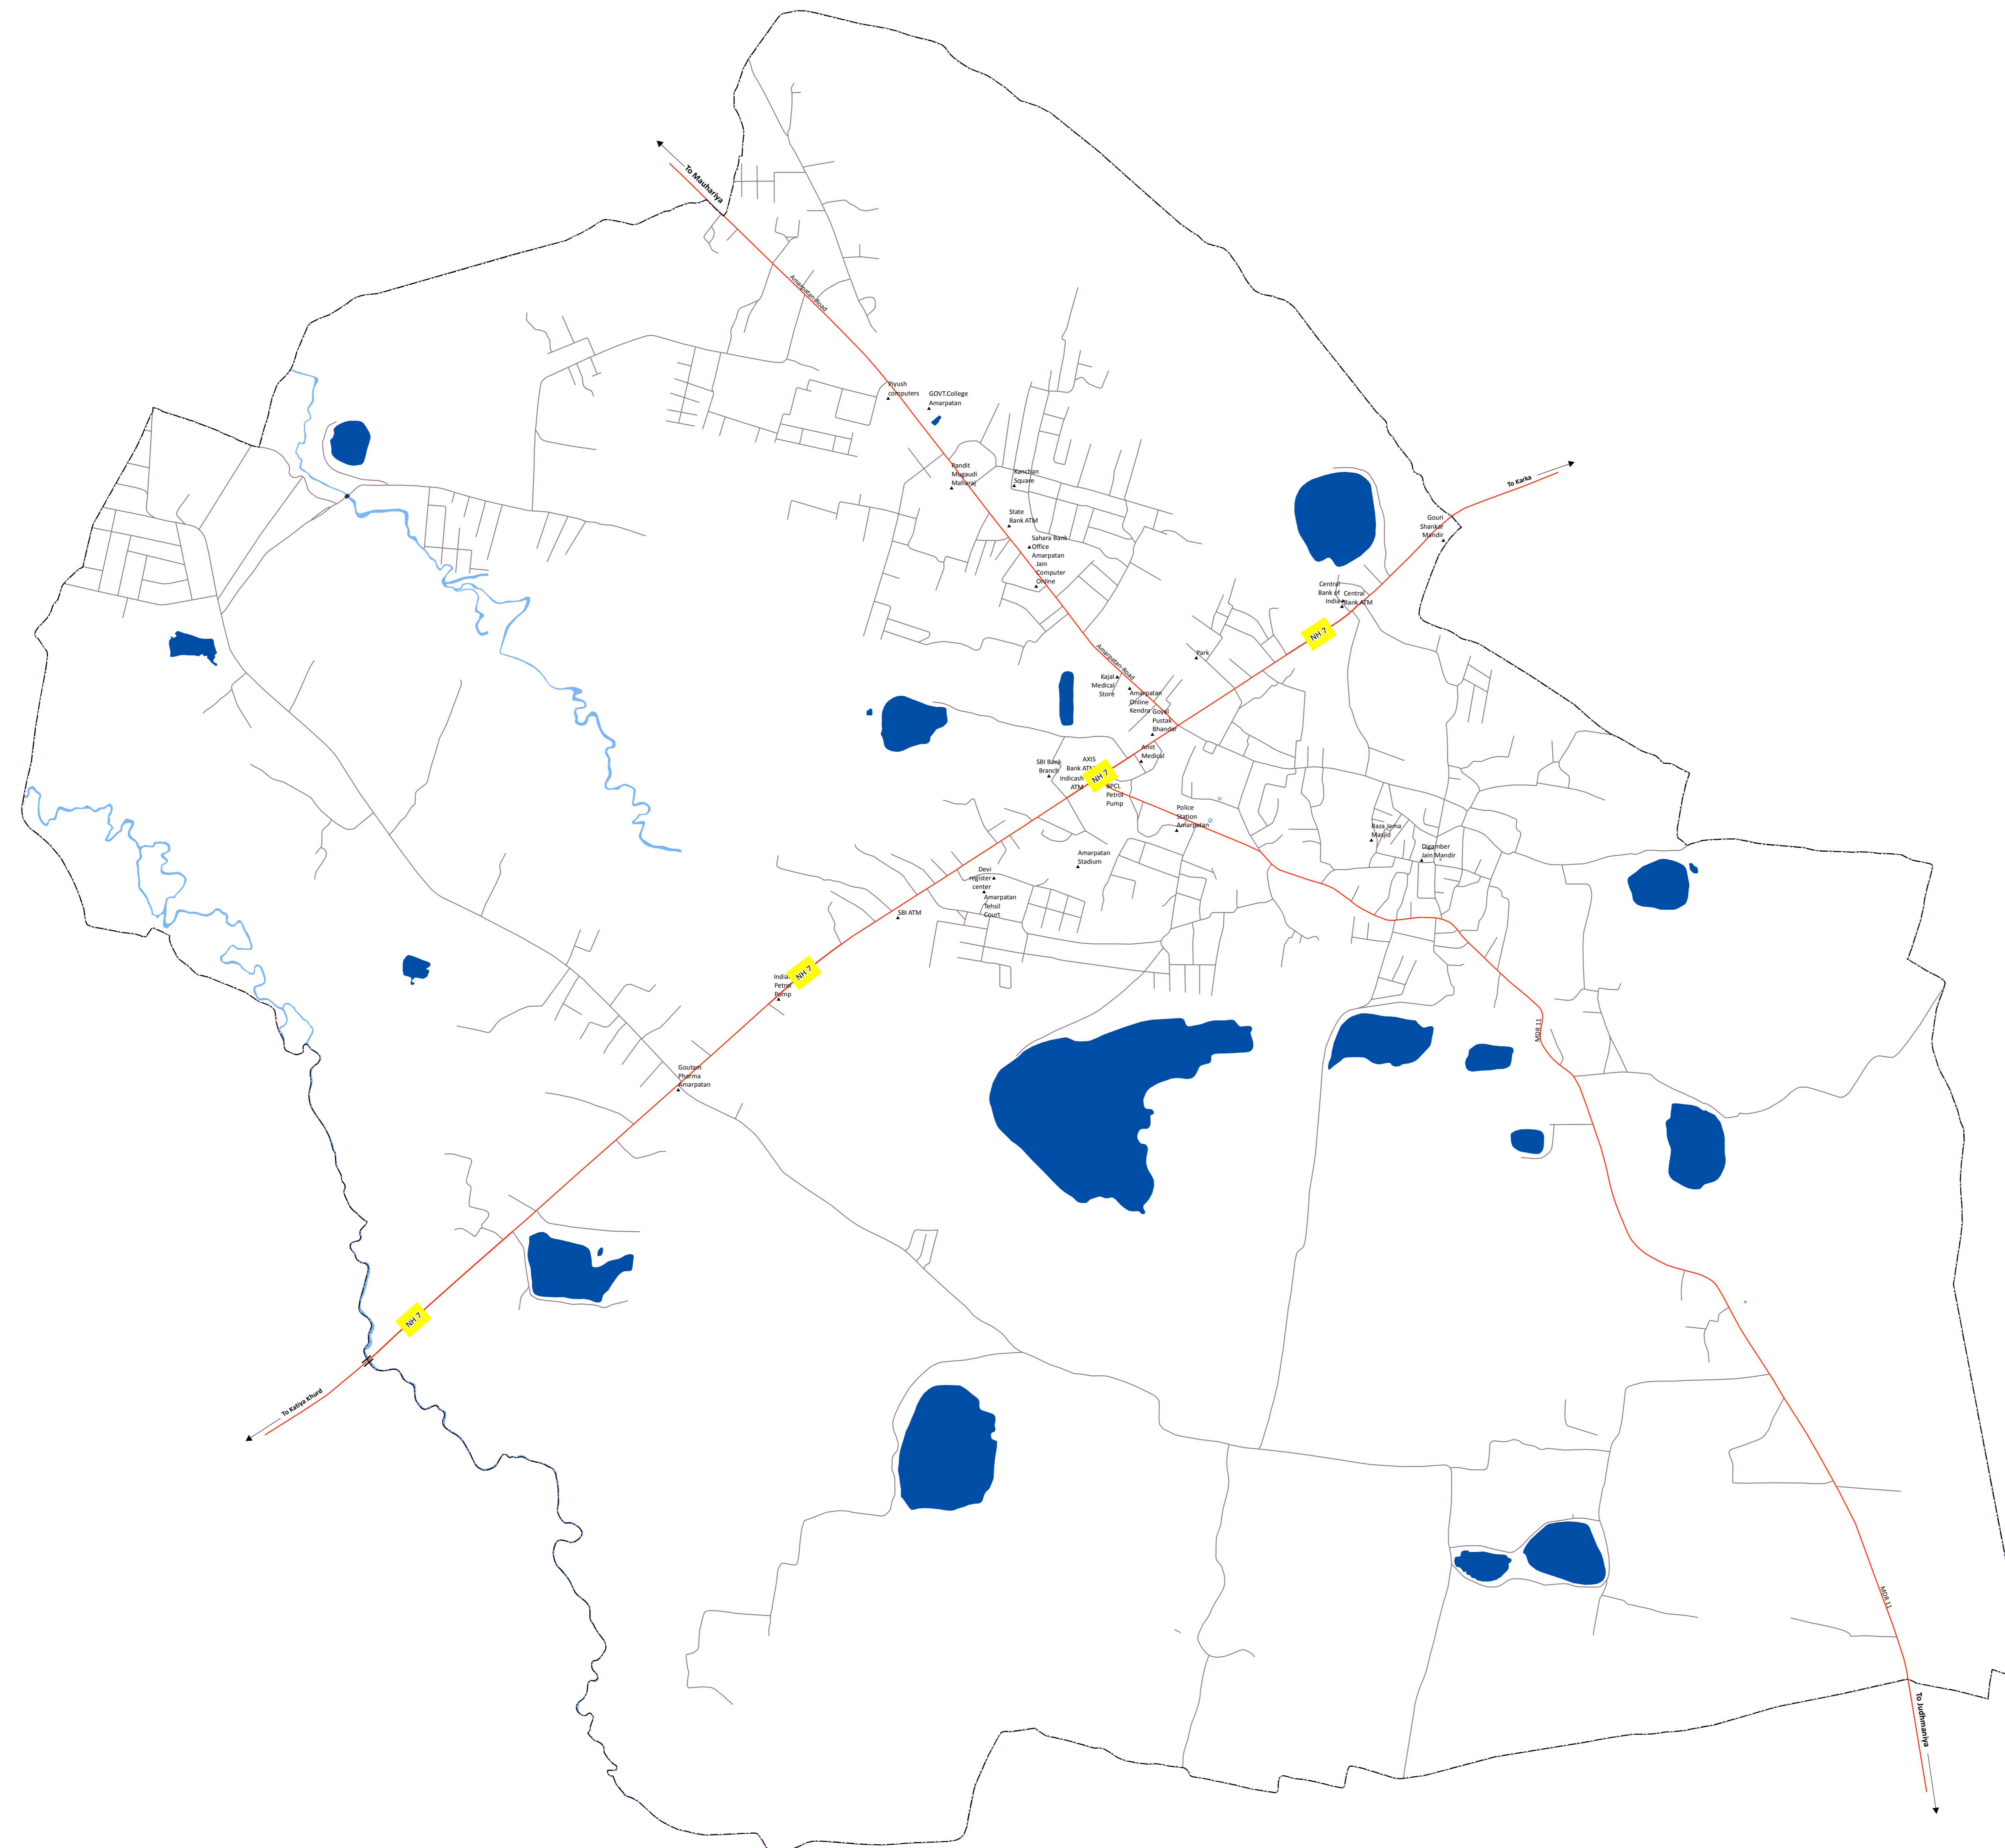 To Mauhariya
Amarpatan Road
Piyush
computers
GOVT.College
Amarpatan
Pandit
Mugaudi
Maharaj
Kanchan
Square
To Karka
State
Bank ATM
Gouri
Shankar
Mandir
Sahara Bank
Office
Amarpatan
Jain
Computer
Online
Central
Bank of
India
Central
Bank ATM
NH 7
Amarpatan Road
Park
Kajal
Medical
Store
Amarpatan
Online
Kendra
Goyal
Pustak
Bhandar
Amit
Medical
SBI Bank
Branch
AXIS
Bank ATM
Indicash
ATM
NH 7
BPCL
Petrol
Pump
Police
Station
Amarpatan
Raza Jama
Masjid
Digamber
Jain Mandir
Amarpatan
Stadium
Devi
register
center
Amarpatan
Tehsil
Court
SBI ATM
NH 7
Indian
Petrol
Pump
MDR 11
Goutam
Pharma
Amarpatan
NH 7
To Katiya Khurd
MDR 11
To Judhmaniya